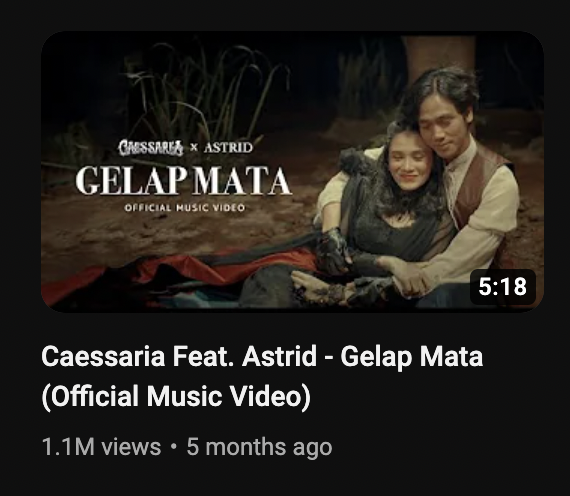 CAESSARIA × ASTRID
GELAP MATA
OFFICIAL MUSIC VIDEO
5:18
Caessaria Feat. Astrid - Gelap Mata
(Official Music Video)
1.1M views • 5 months ago